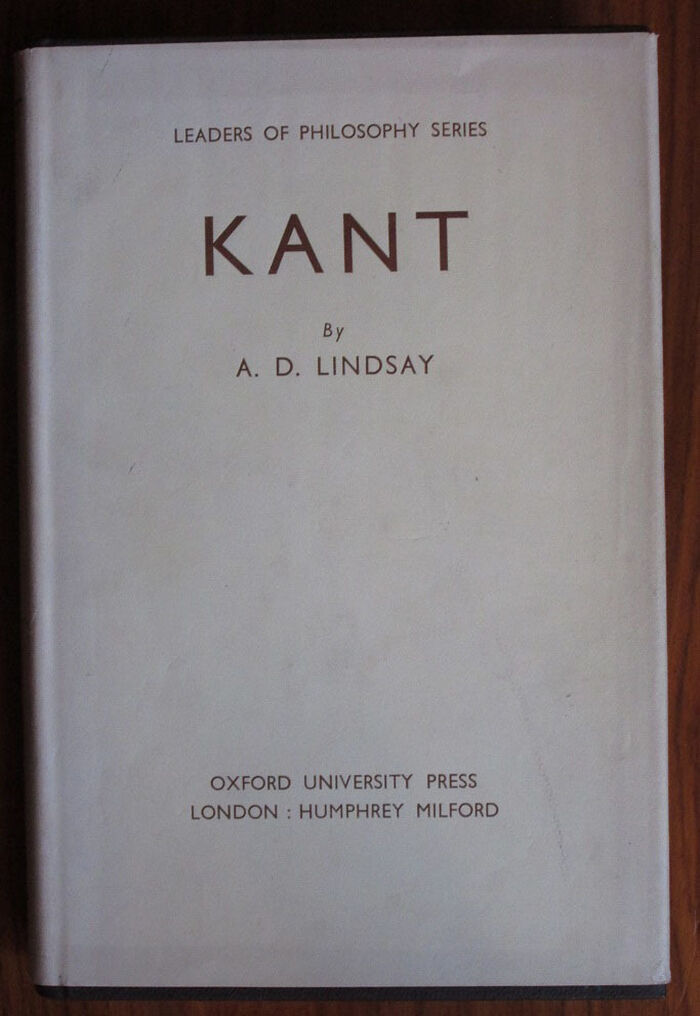 LEADERS OF PHILOSOPHY SERIES
KANT
By
A. D. LINDSAY
OXFORD UNIVERSITY PRESS
LONDON : HUMPHREY MILFORD